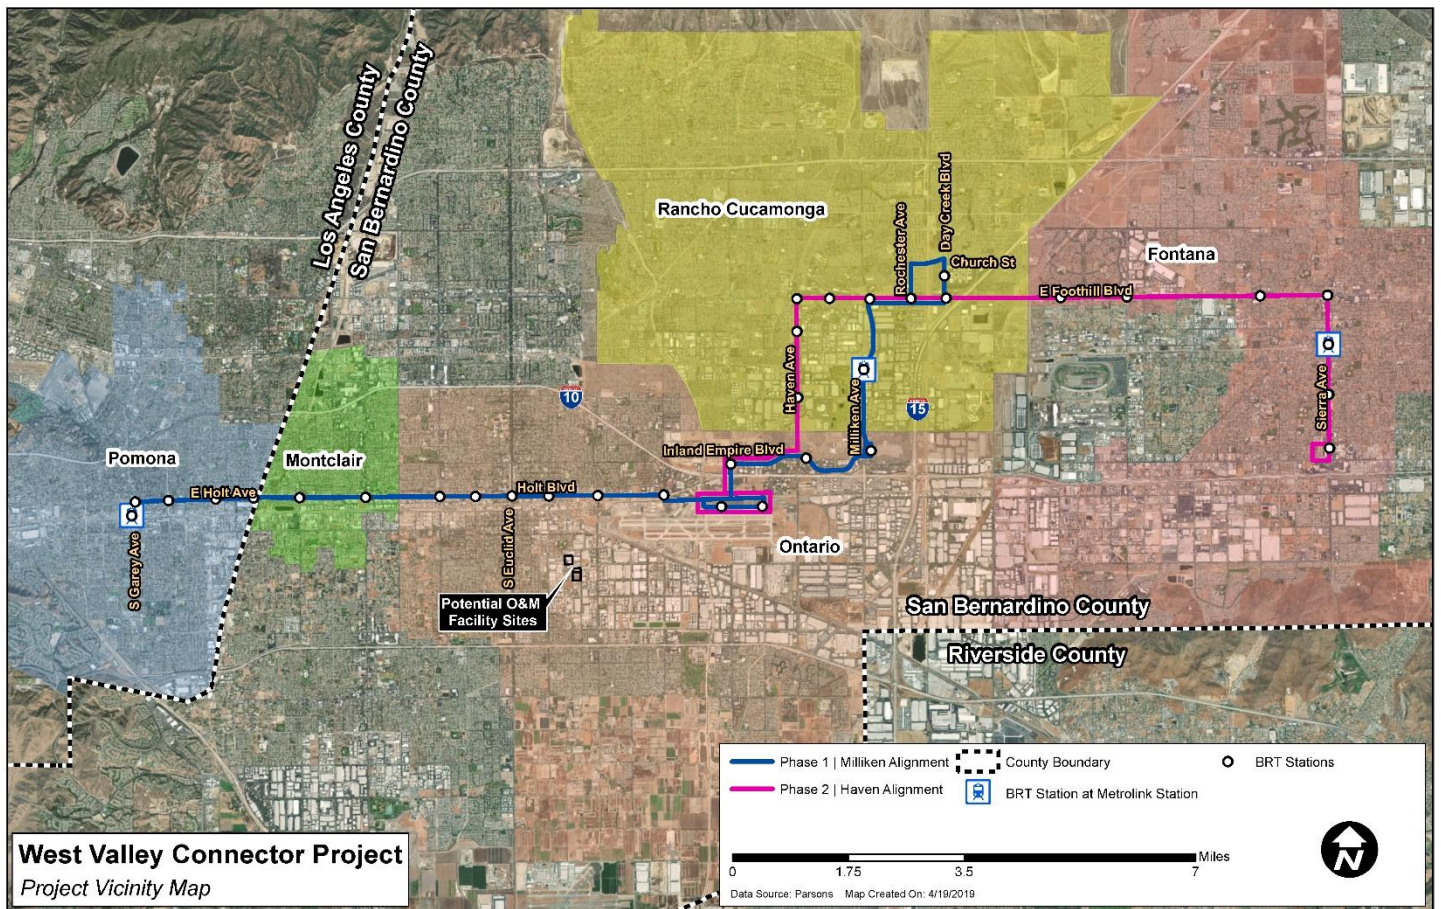 Los Angeles County
San Bernardino County
Rancho Cucamonga
Rochester Ave
Day Creek Blvd
Church St
Fontana
E Foothill Blvd
Haven Ave
Milliken Ave
Sierra Ave
10
15
Pomona
Montclair
Inland Empire Blvd
E Holt Ave
Holt Blvd
S Garey Ave
S Euclid Ave
Ontario
Potential O&M
Facility Sites
San Bernardino County
Riverside County
Phase 1 | Milliken Alignment
County Boundary
BRT Stations
Phase 2 | Haven Alignment
BRT Station at Metrolink Station
Miles
0 1.75 3.5 7
Data Source: Parsons Map Created On: 4/19/2019
N
West Valley Connector Project
Project Vicinity Map